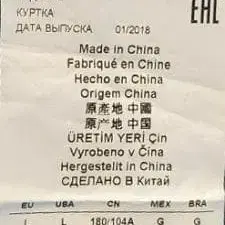 КУРТКА
ДАТА ВЫПУСКА 01/2018
EAC
Made in China
Fabriqué en Chine
Hecho en China
Origem China
原產地 中國
原产地 中国
ÜRETİM YERİ Çin
Vyrobeno v Čína
Hergestellt in China
СДЕЛАНО В Китай
EU USA CN MEX BRA
L L 180/104A G G